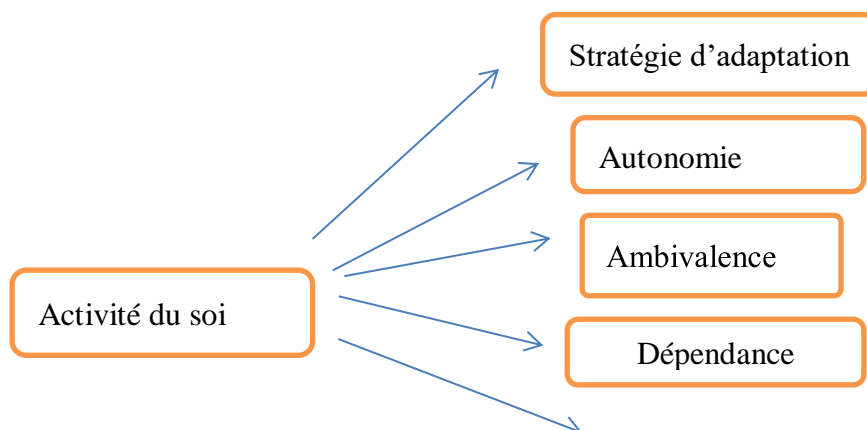 Stratégie d’adaptation
Autonomie
Ambivalence
Activité du soi
Dépendance